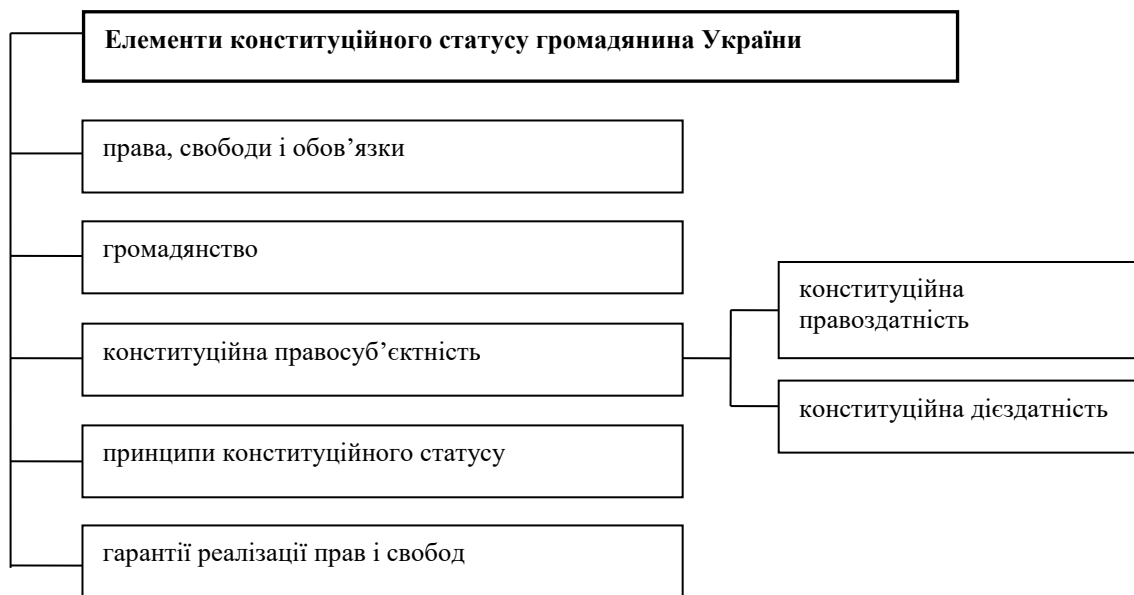 Елементи конституційного статусу громадянина України
права, свободи і обов’язки
громадянство
конституційна
правоздатність
конституційна правосуб’єктність
конституційна дієздатність
принципи конституційного статусу
гарантії реалізації прав і свобод